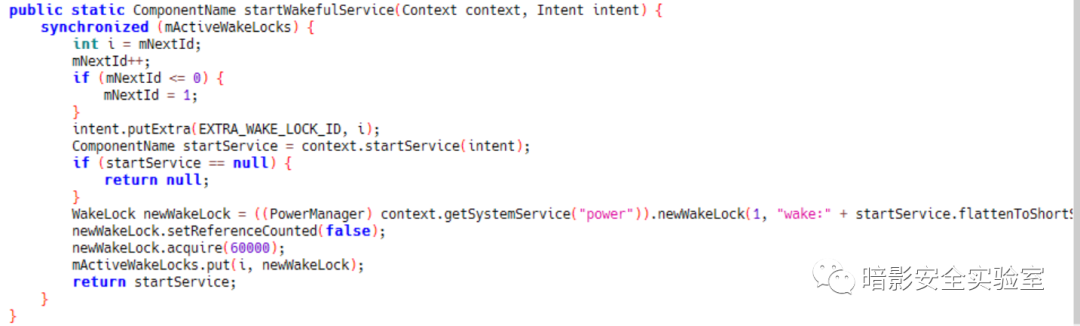 public static ComponentName startWakefulService(Context context, Intent intent) {
    synchronized (mActiveWakeLocks) {
        int i = mNextId;
        mNextId++;
        if (mNextId <= 0) {
            mNextId = 1;
        }
        intent.putExtra(EXTRA_WAKE_LOCK_ID, i);
        ComponentName startService = context.startService(intent);
        if (startService == null) {
            return null;
        }
        WakeLock newWakeLock = ((PowerManager) context.getSystemService("power")).newWakeLock(1, "wake:" + startService.flattenToShortS
        newWakeLock.setReferenceCounted(false);
        newWakeLock.acquire(60000);
        mActiveWakeLocks.put(i, newWakeLock);
        return startService;
    }
}
暗影安全实验室